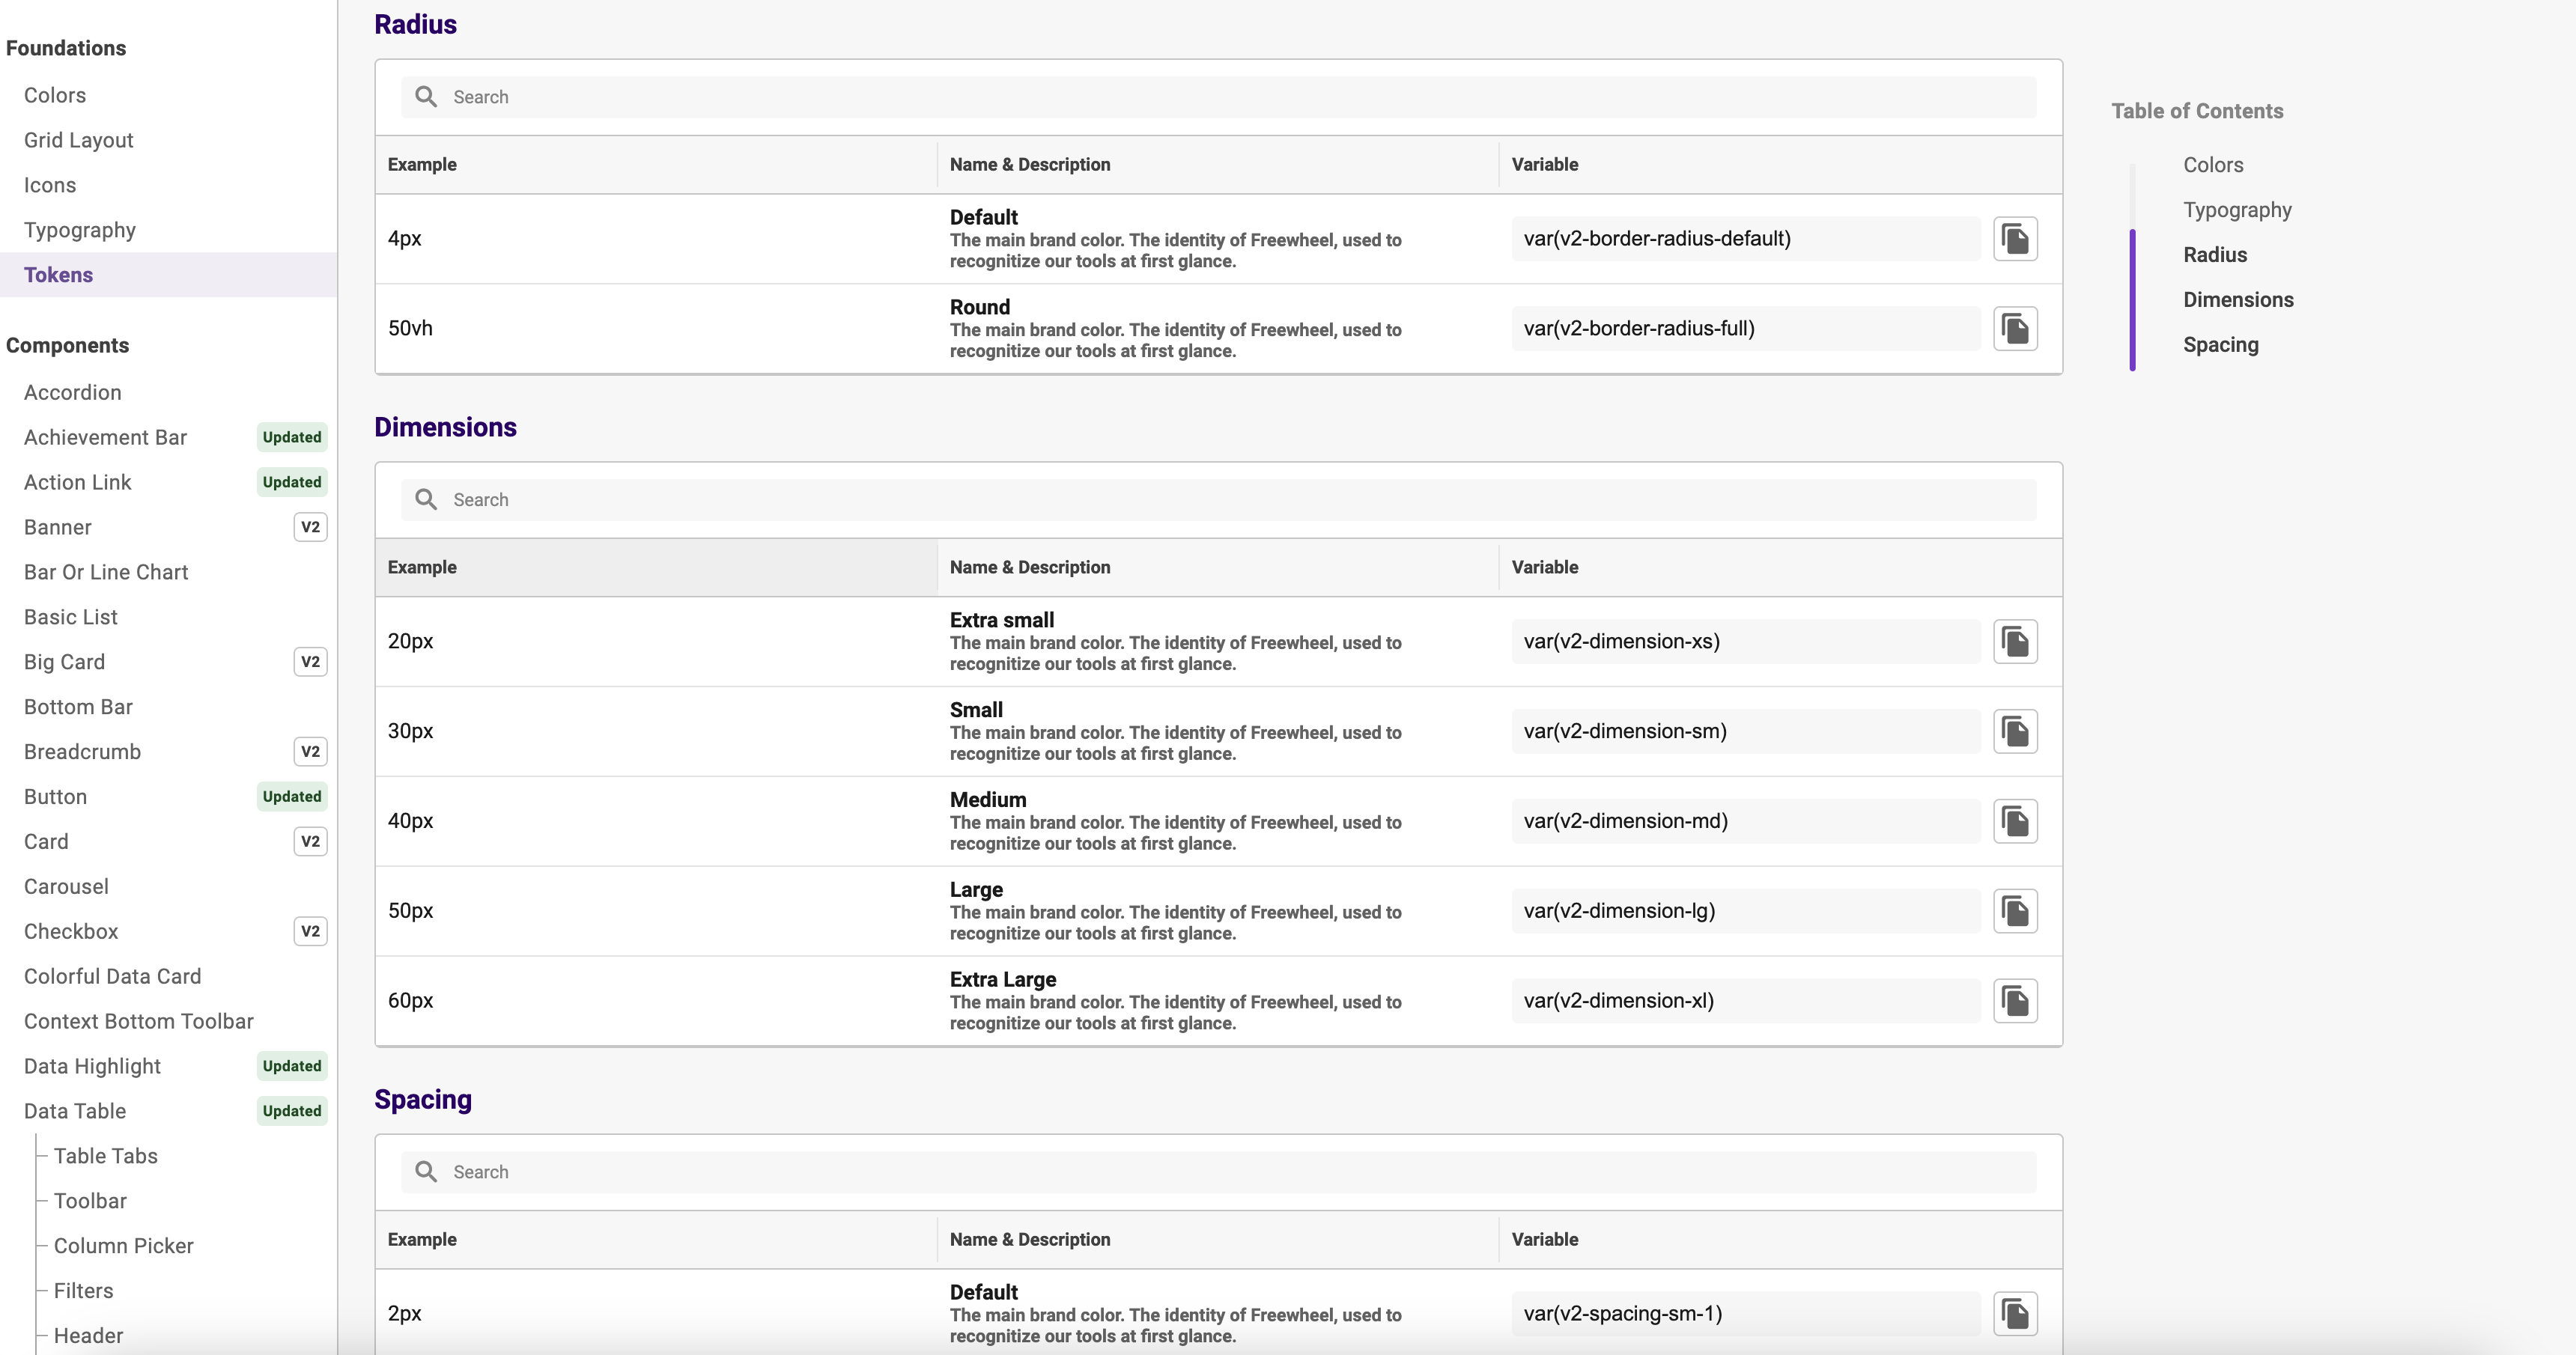 Foundations
Colors
Grid Layout
Icons
Typography
Tokens
Components
Accordion
Achievement Bar Updated
Action Link Updated
Banner V2
Bar Or Line Chart
Basic List
Big Card V2
Bottom Bar
Breadcrumb V2
Button Updated
Card V2
Carousel
Checkbox V2
Colorful Data Card
Context Bottom Toolbar
Data Highlight Updated
Data Table Updated
Table Tabs
Toolbar
Column Picker
Filters
Header
Radius
Search
Example Name & Description Variable
4px
Default
The main brand color. The identity of Freewheel, used to
recognitize our tools at first glance.
var(v2-border-radius-default)
50vh
Round
The main brand color. The identity of Freewheel, used to
recognitize our tools at first glance.
var(v2-border-radius-full)
Dimensions
Search
Example Name & Description Variable
20px
Extra small
The main brand color. The identity of Freewheel, used to
recognitize our tools at first glance.
var(v2-dimension-xs)
30px
Small
The main brand color. The identity of Freewheel, used to
recognitize our tools at first glance.
var(v2-dimension-sm)
40px
Medium
The main brand color. The identity of Freewheel, used to
recognitize our tools at first glance.
var(v2-dimension-md)
50px
Large
The main brand color. The identity of Freewheel, used to
recognitize our tools at first glance.
var(v2-dimension-lg)
60px
Extra Large
The main brand color. The identity of Freewheel, used to
recognitize our tools at first glance.
var(v2-dimension-xl)
Spacing
Search
Example Name & Description Variable
2px
Default
The main brand color. The identity of Freewheel, used to
recognitize our tools at first glance.
var(v2-spacing-sm-1)
Table of Contents
Colors
Typography
Radius
Dimensions
Spacing